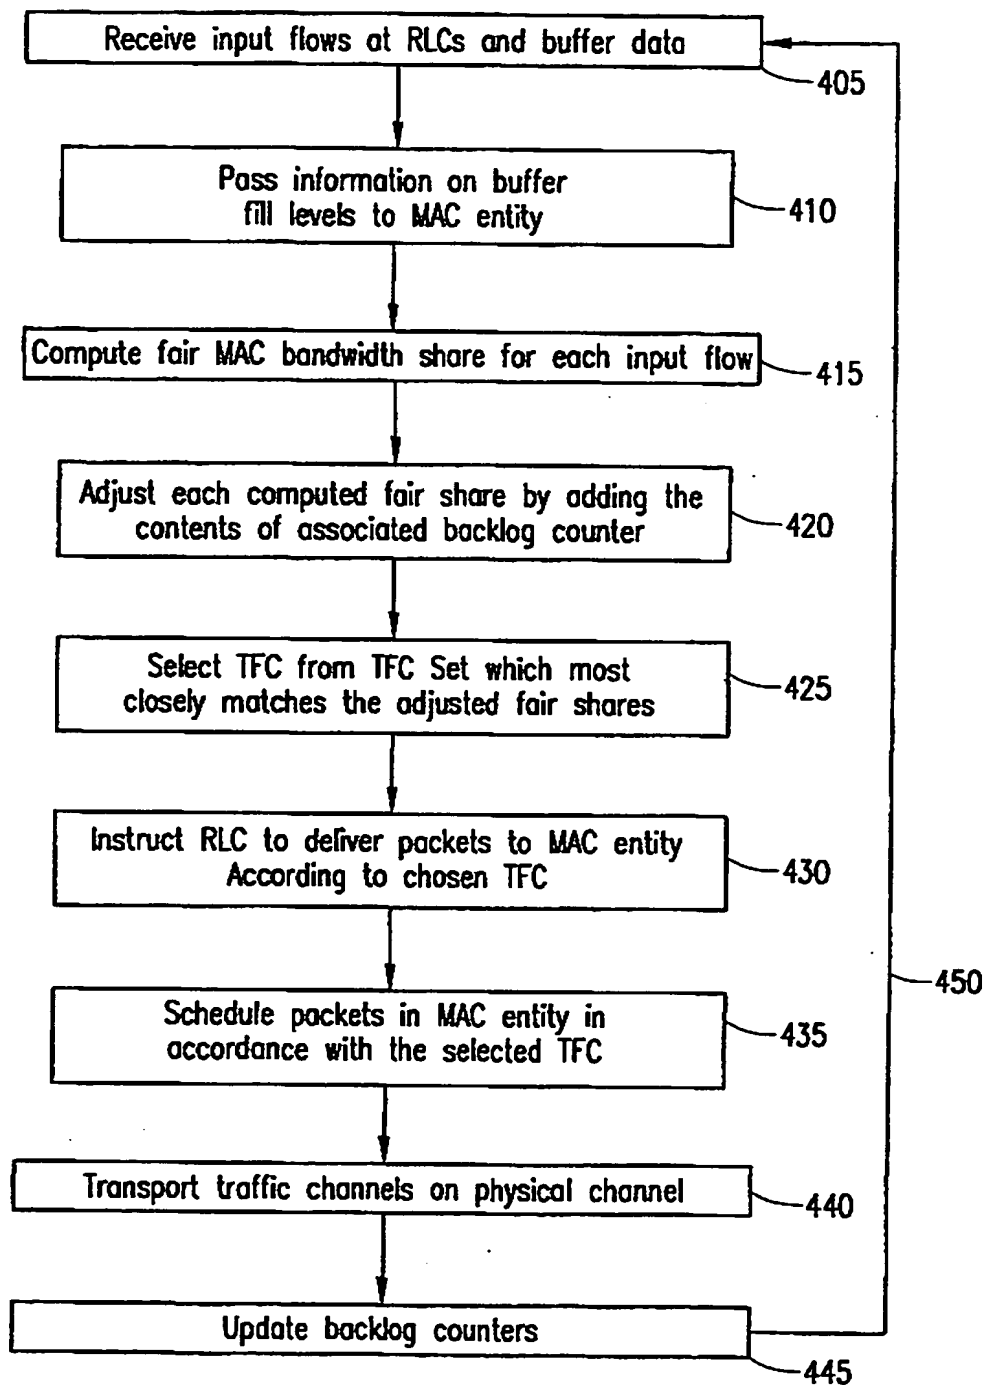 Receive input flows at RLCs and buffer data
405
Pass information on buffer
fill levels to MAC entity
410
Compute fair MAC bandwidth share for each input flow
415
Adjust each computed fair share by adding the
contents of associated backlog counter
420
Select TFC from TFC Set which most
closely matches the adjusted fair shares
425
Instruct RLC to deliver packets to MAC entity
According to chosen TFC
430
450
Schedule packets in MAC entity in
accordance with the selected TFC
435
Transport traffic channels on physical channel
440
Update backlog counters
445